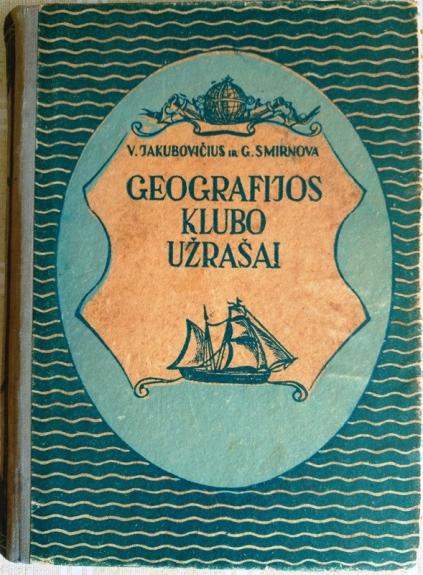 V. JAKUBOVIČIUS IR G. SMIRNOVA
GEOGRAFIJOS
KLUBO
UŽRAŠAI